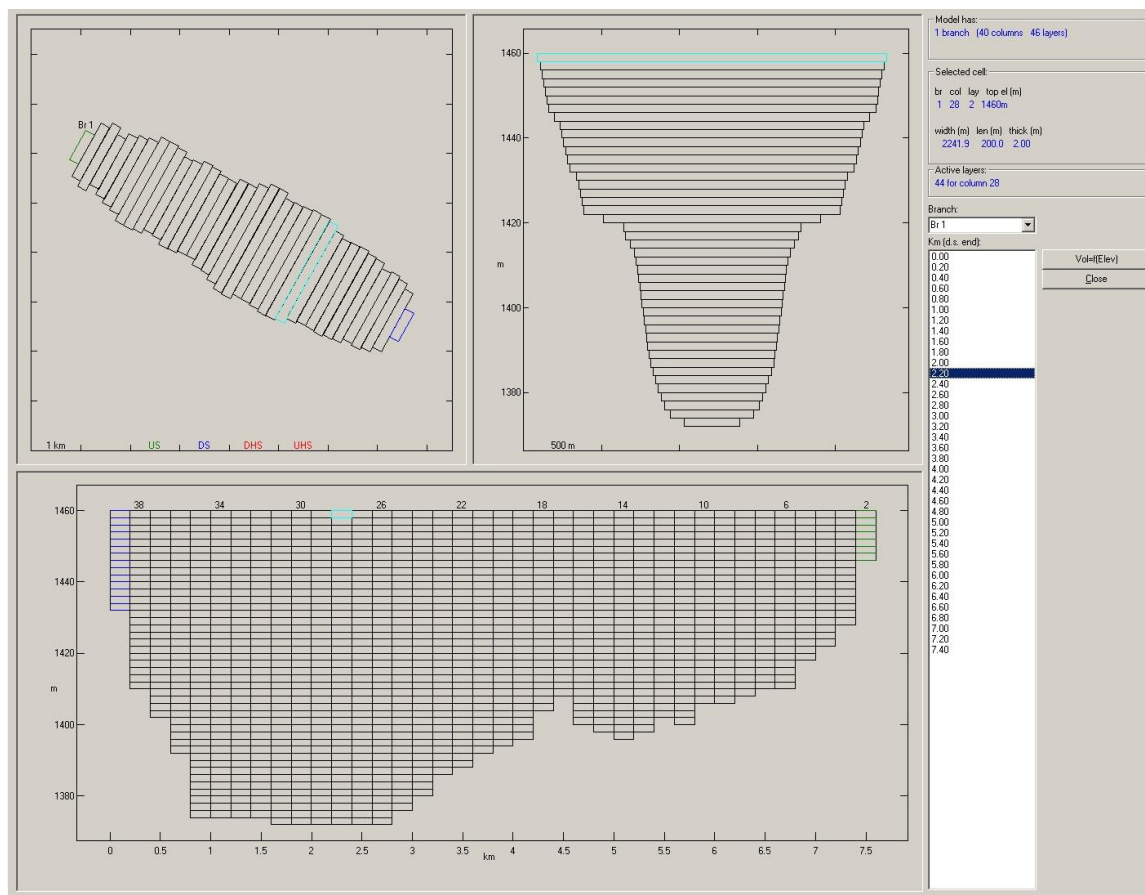 Br 1
1 km US DS DHS UHS
1460
1440
1420
m
1400
1380
500 m
38 34 30 26 22 18 14 10 6 2
1460
1440
1420
m
1400
1380
0 0.5 1 1.5 2 2.5 3 3.5 4 4.5 5 5.5 6 6.5 7 7.5
km
Model has:
1 branch (40 columns 46 layers)
Selected cell:
br col lay top el (m)
1 28 2 1460m
width (m) len (m) thick (m)
2241.9 200.0 2.00
Active layers:
44 for column 28
Branch:
Br 1
Km (d.s. end):
0.00
0.20
0.40
0.60
0.80
1.00
1.20
1.40
1.60
1.80
2.00
2.20
2.40
2.60
2.80
3.00
3.20
3.40
3.60
3.80
4.00
4.20
4.40
4.60
4.80
5.00
5.20
5.40
5.60
5.80
6.00
6.20
6.40
6.60
6.80
7.00
7.20
7.40
Vol=f(Elev)
Close